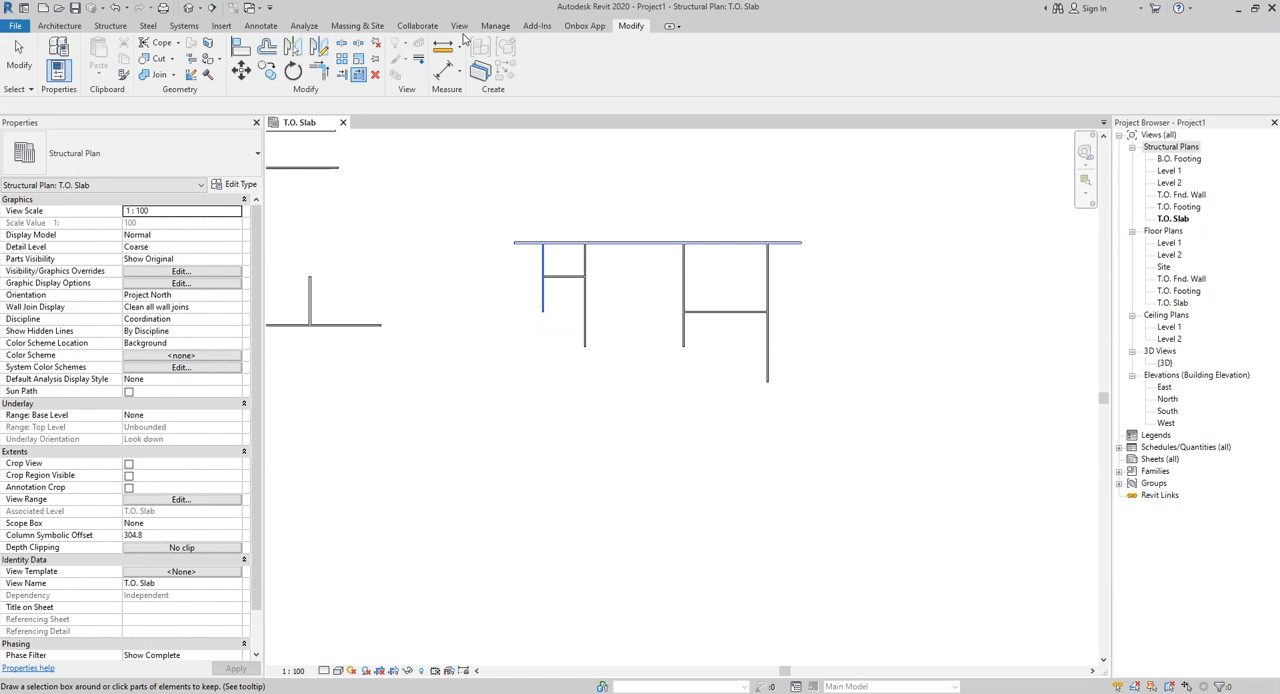 Autodesk Revit 2020 - Project1 - Structural Plan: T.O. Slab
Sign In
File Architecture Structure Steel Systems Insert Annotate Analyze Massing & Site Collaborate View Manage Add-Ins Onbox App Modify
Modify
Paste
Cope
Cut
Join
Select Properties Clipboard Geometry Modify View Measure Create
Properties
Structural Plan
Structural Plan: T.O. Slab
Edit Type
Graphics
View Scale 1 : 100
Scale Value 1: 100
Display Model Normal
Detail Level Coarse
Parts Visibility Show Original
Visibility/Graphics Overrides Edit...
Graphic Display Options Edit...
Orientation Project North
Wall Join Display Clean all wall joins
Discipline Coordination
Show Hidden Lines By Discipline
Color Scheme Location Background
Color Scheme <none>
System Color Schemes Edit...
Default Analysis Display Style None
Sun Path
Underlay
Range: Base Level None
Range: Top Level Unbounded
Underlay Orientation Look down
Extents
Crop View
Crop Region Visible
Annotation Crop
View Range Edit...
Associated Level T.O. Slab
Scope Box None
Column Symbolic Offset 304.8
Depth Clipping No clip
Identity Data
View Template <None>
View Name T.O. Slab
Dependency Independent
Title on Sheet
Referencing Sheet
Referencing Detail
Phasing
Phase Filter Show Complete
Properties help
Apply
T.O. Slab
Project Browser - Project1
Views (all)
Structural Plans
B.O. Footing
Level 1
Level 2
T.O. Fnd. Wall
T.O. Footing
T.O. Slab
Floor Plans
Level 1
Level 2
Site
T.O. Fnd. Wall
T.O. Footing
T.O. Slab
Ceiling Plans
Level 1
Level 2
3D Views
{3D}
Elevations (Building Elevation)
East
North
South
West
Legends
Schedules/Quantities (all)
Sheets (all)
Families
Groups
Revit Links
1 : 100
Draw a selection box around or click parts of elements to keep. (See tooltip)
:0
Main Model
:0